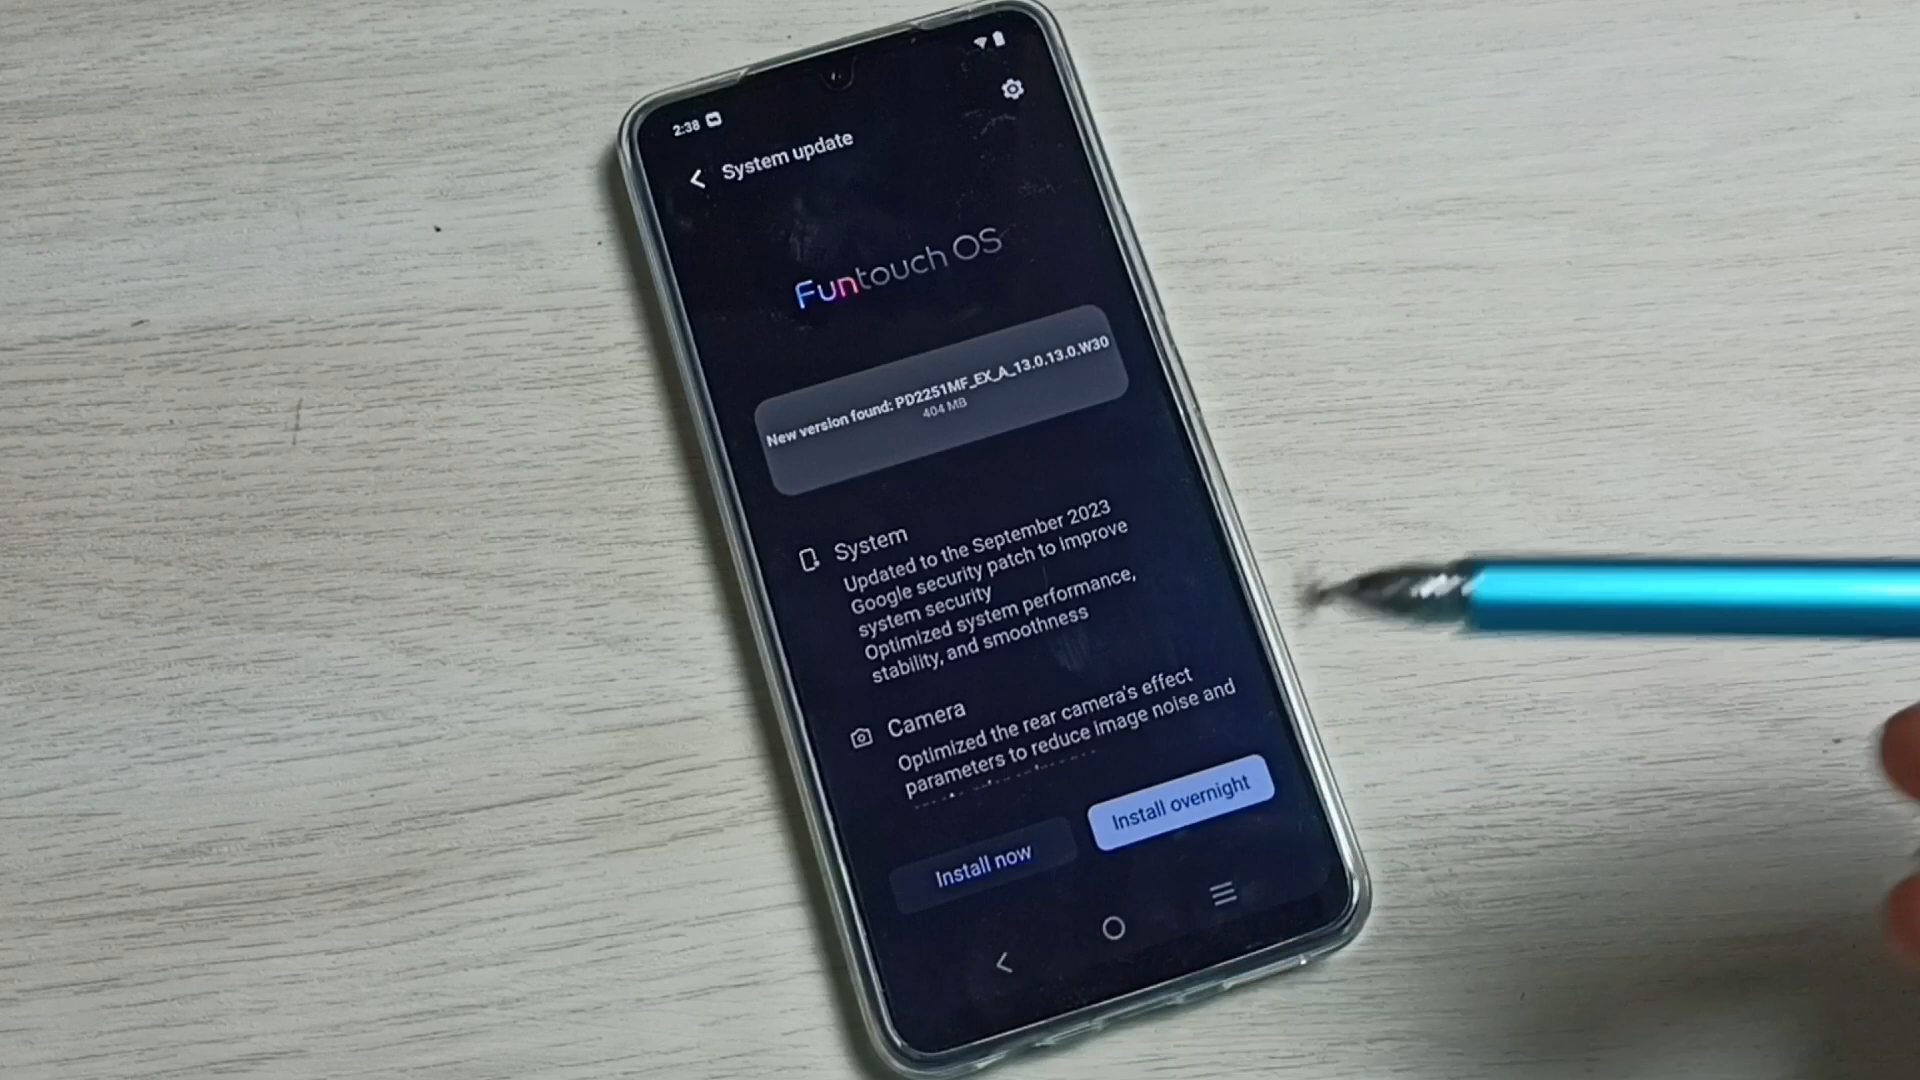 2:38
System update
Funtouch OS
New version found: PD2251MF_EX_A_13.0.13.0.W30
404 MB
System
Updated to the September 2023
Google security patch to improve
system security
Optimized system performance,
stability, and smoothness
Camera
Optimized the rear camera's effect
parameters to reduce image noise and
Install now
Install overnight